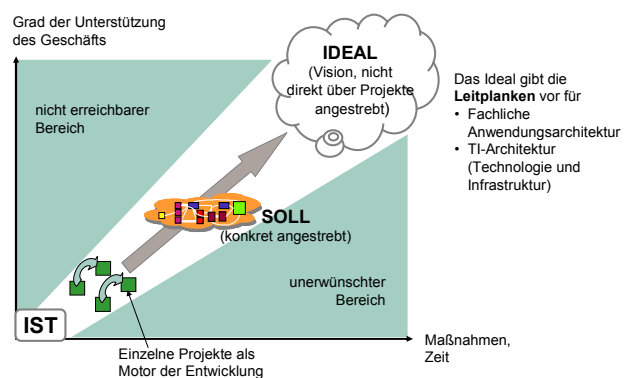 Grad der Unterstützung
des Geschäfts
IDEAL
(Vision, nicht
direkt über Projekte
angestrebt)
nicht erreichbarer
Bereich
Das Ideal gibt die
Leitplanken vor für
• Fachliche
Anwendungsarchitektur
• TI-Architektur
(Technologie und
Infrastruktur)
SOLL
(konkret angestrebt)
unerwünschter
Bereich
IST
Einzelne Projekte als
Motor der Entwicklung
Maßnahmen,
Zeit